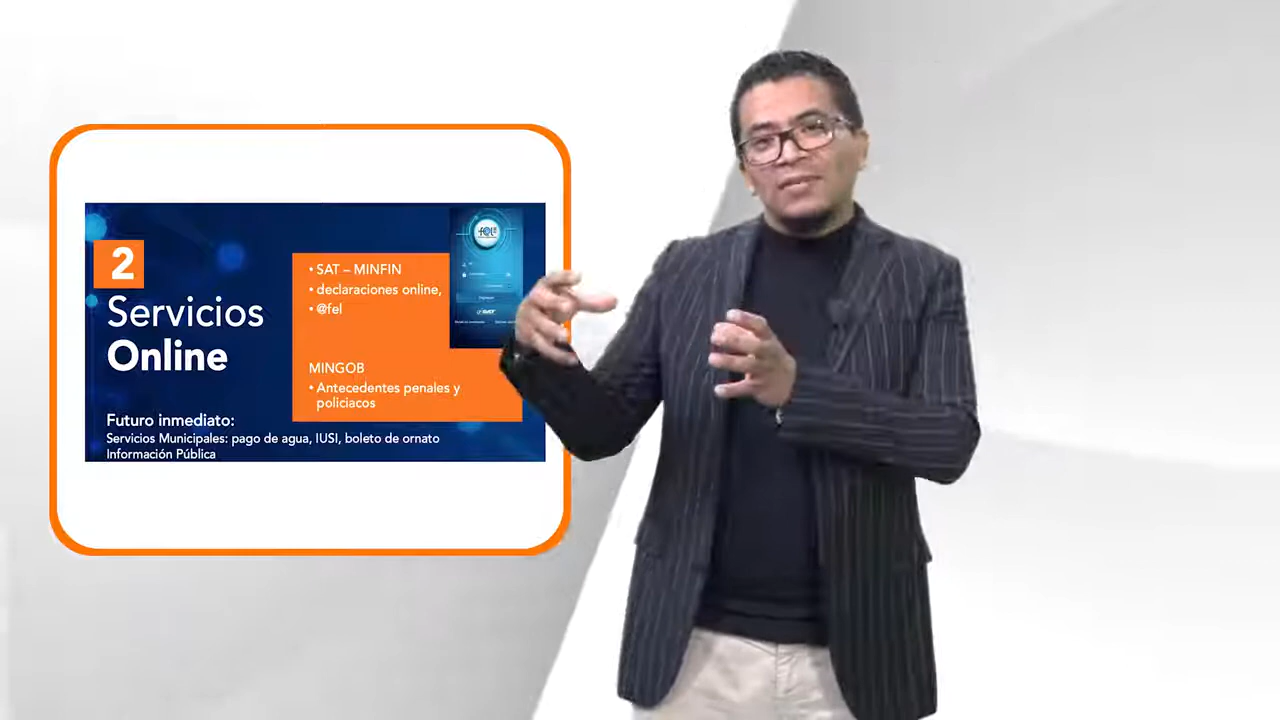 2
Servicios
Online
• SAT – MINFIN
• declaraciones online,
• @fel
MINGOB
• Antecedentes penales y
policiacos
Futuro inmediato:
Servicios Municipales: pago de agua, IUSI, boleto de ornato
Información Pública
fel